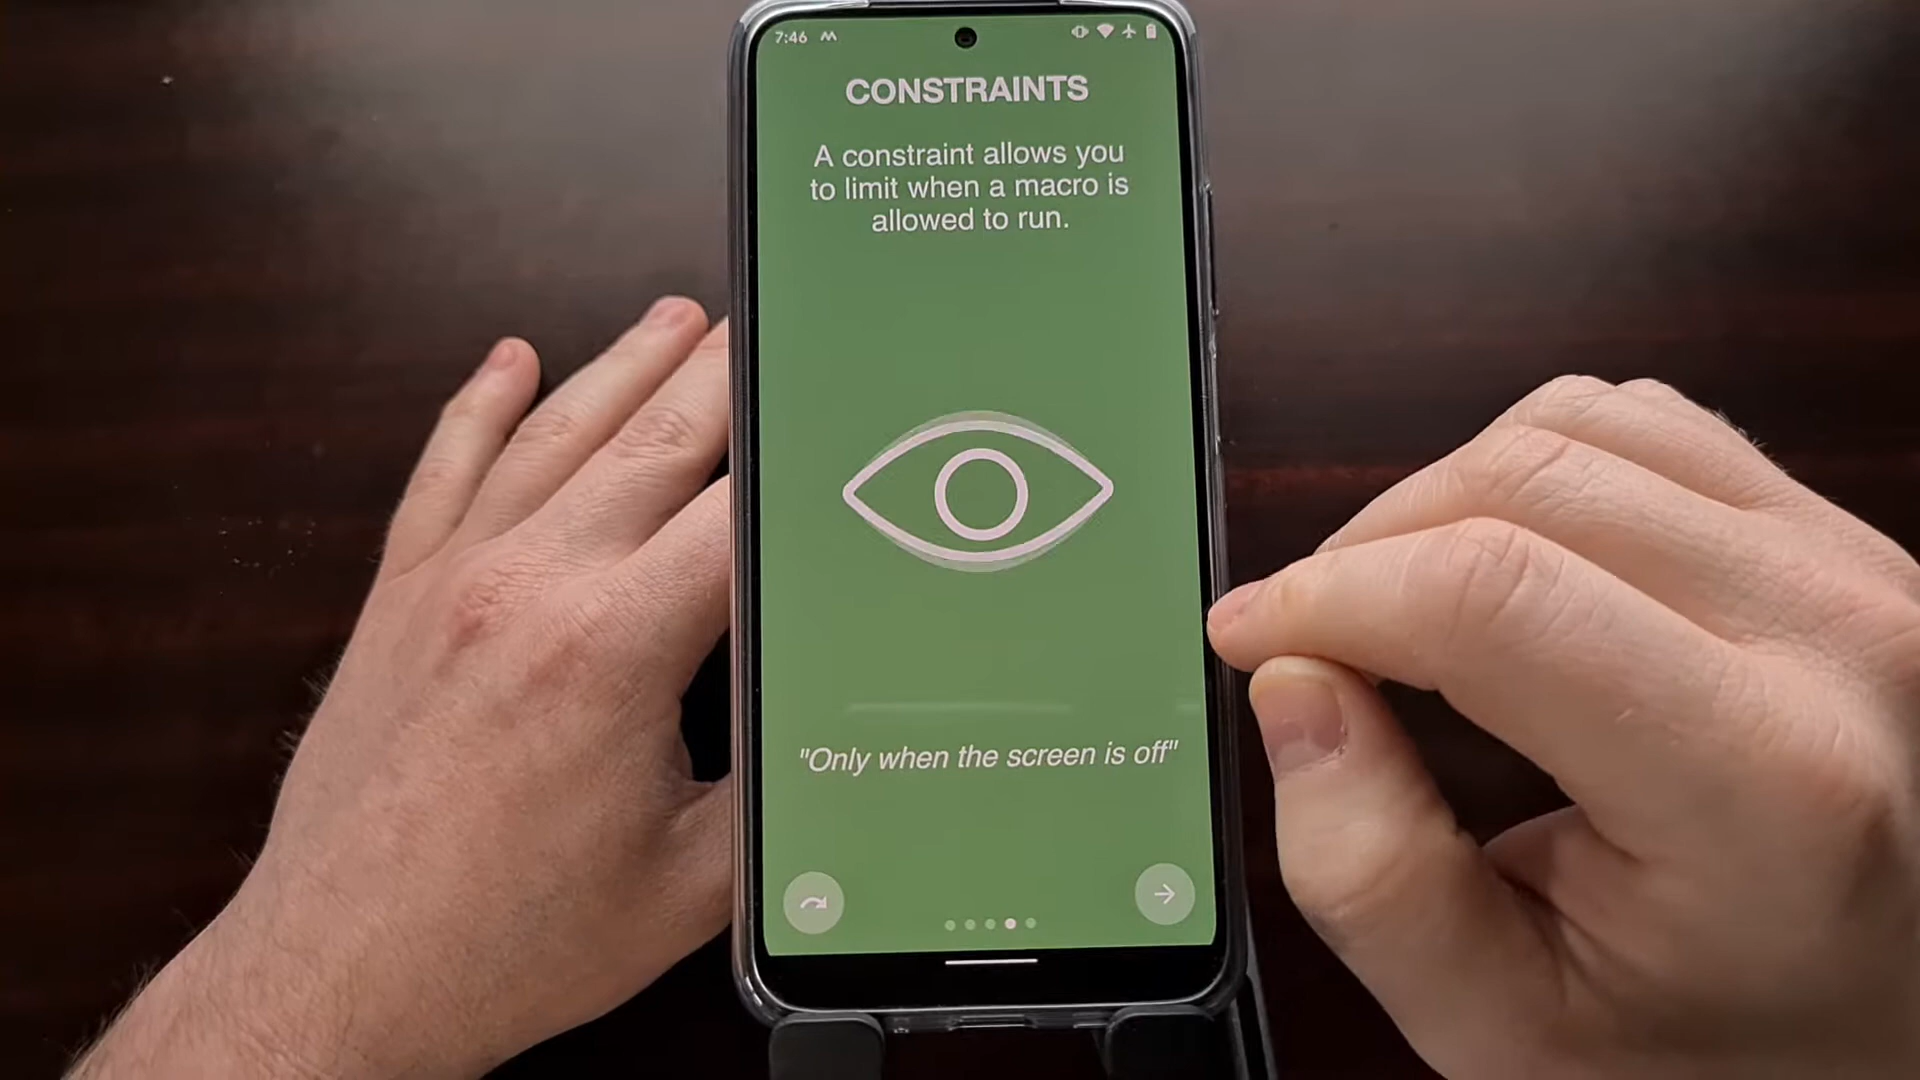 7:46
CONSTRAINTS
A constraint allows you
to limit when a macro is
allowed to run.
"Only when the screen is off"